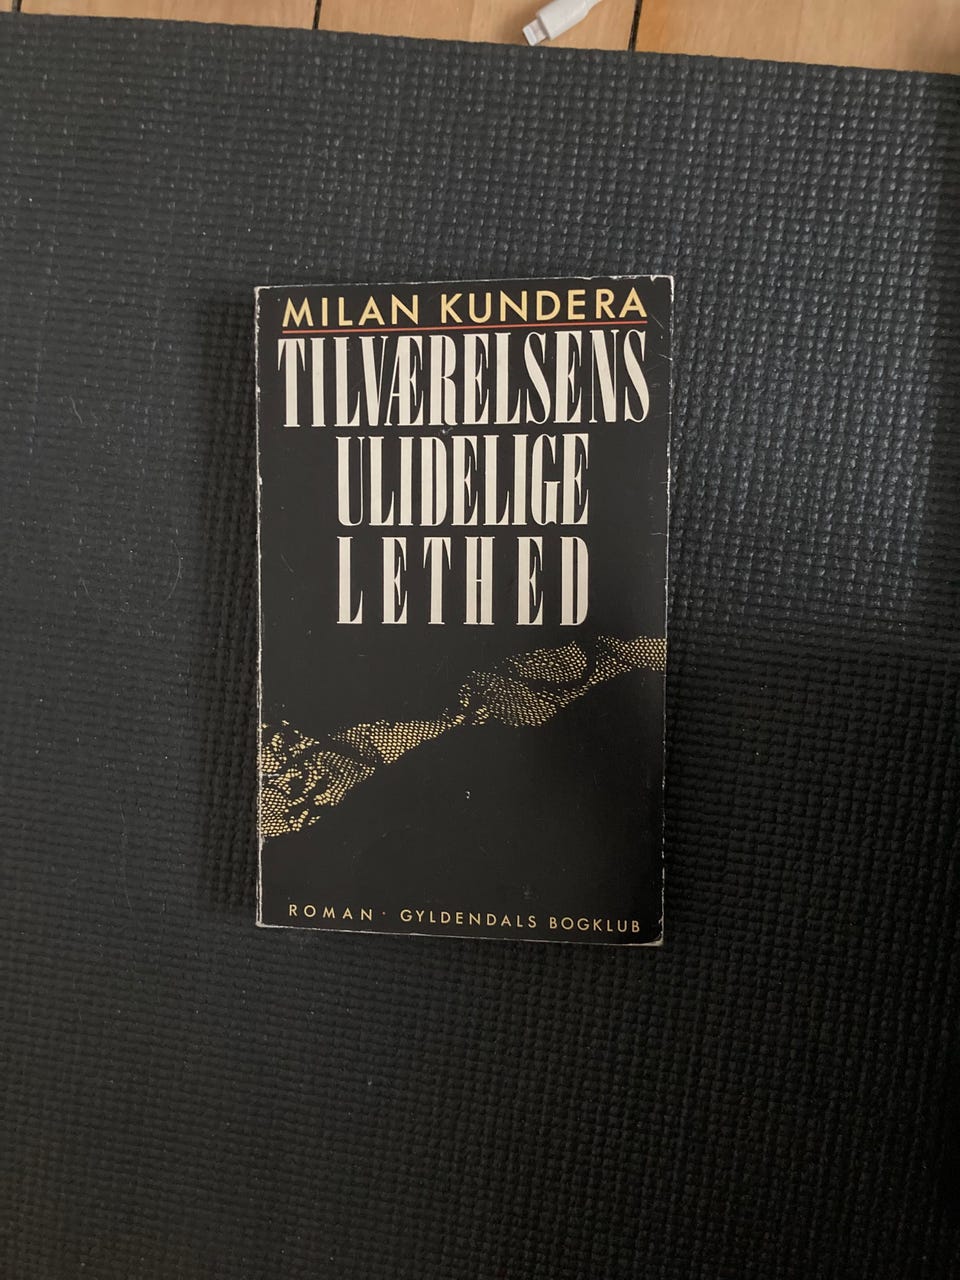 MILAN KUNDERA
TILVÆRELSENS
ULIDELIGE
LETHED
ROMAN · GYLDENDALS BOGKLUB